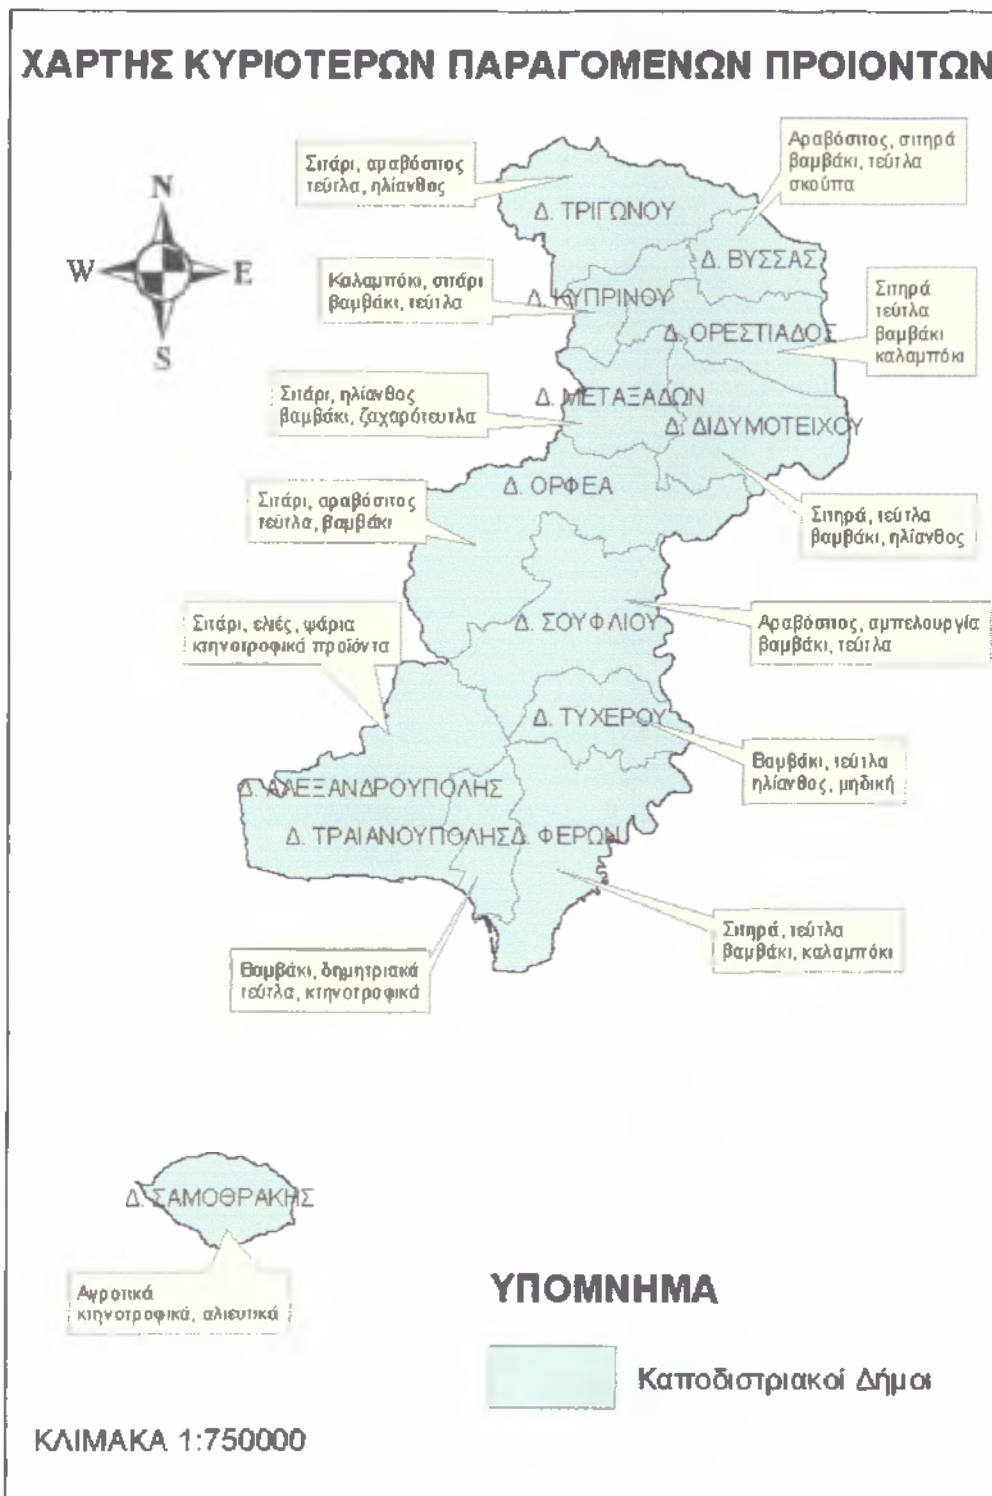 ΧΑΡΤΗΣ ΚΥΡΙΟΤΕΡΩΝ ΠΑΡΑΓΟΜΕΝΩΝ ΠΡΟΙΟΝΤΩΝ
Αραβόσιτος, σιτηρά
βαμβάκι, τεύτλα
σκούπα
Σιτάρι, αραβόσιτος
τεύτλα, ηλίανθος
N
W
E
S
Δ. ΤΡΙΓΩΝΟΥ
Δ. ΒΥΣΣΑΣ
Καλαμπόκι, σιτάρι
βαμβάκι, τεύτλα
Δ. ΚΥΠΡΙΝΟΥ
Σιτηρά
τεύτλα
βαμβάκι
καλαμπόκι
Δ. ΟΡΕΣΤΙΑΔΟΣ
Σιτάρι, ηλίανθος
βαμβάκι, ζαχαρότευτλα
Δ. ΜΕΤΑΞΑΔΩΝ
Δ. ΔΙΔΥΜΟΤΕΙΧΟΥ
Δ. ΟΡΦΕΑ
Σιτάρι, αραβόσιτος
τεύτλα, βαμβάκι
Σιτηρά, τεύτλα
βαμβάκι, ηλίανθος
Σιτάρι, ελιές, ψάρια
κτηνοτροφικά προϊόντα
Δ. ΣΟΥΦΛΙΟΥ
Αραβόσιτος, αμπελουργία
βαμβάκι, τεύτλα
Δ. ΤΥΧΕΡΟΥ
Βαμβάκι, τεύτλα
ηλίανθος, μηδική
Δ. ΑΛΕΞΑΝΔΡΟΥΠΟΛΗΣ
Δ. ΤΡΑΙΑΝΟΥΠΟΛΗΣ
Δ. ΦΕΡΩΝ
Σιτηρά, τεύτλα
βαμβάκι, καλαμπόκι
Βαμβάκι, δημητριακά
τεύτλα, κτηνοτροφικά
Δ. ΣΑΜΟΘΡΑΚΗΣ
Αγροτικά
κτηνοτροφικά, αλιευτικά
ΥΠΟΜΝΗΜΑ
Καποδιστριακοί Δήμοι
ΚΛΙΜΑΚΑ 1:750000